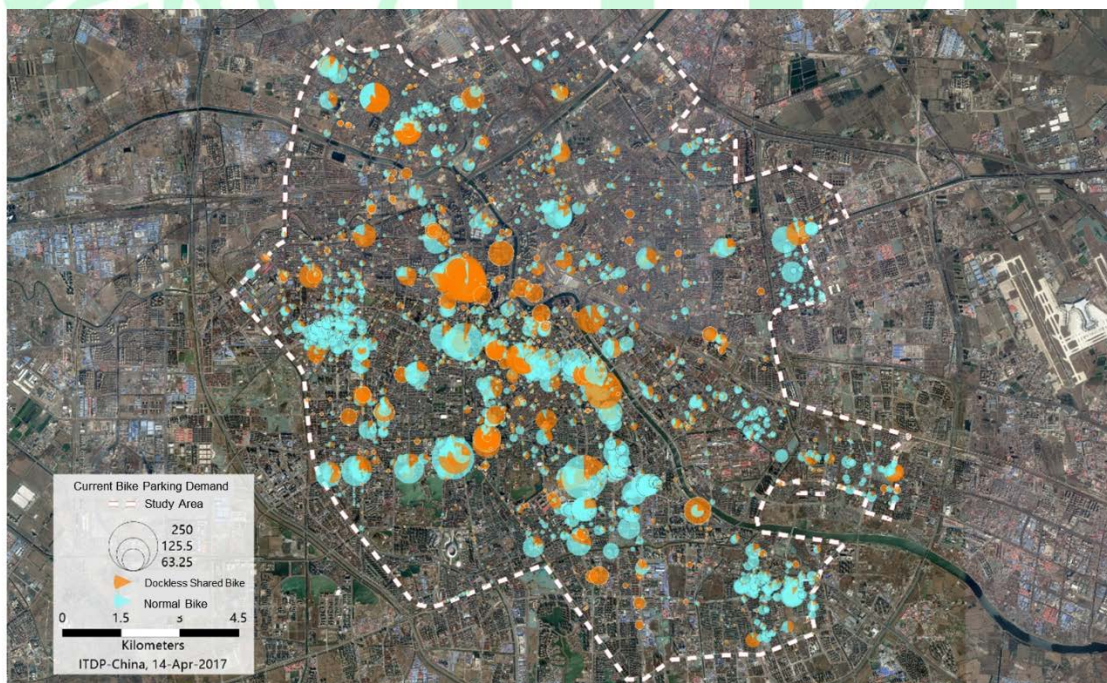 Current Bike Parking Demand
Study Area
250
125.5
63.25
Dockless Shared Bike
Normal Bike
0 1.5 3 4.5
Kilometers
ITDP-China, 14-Apr-2017